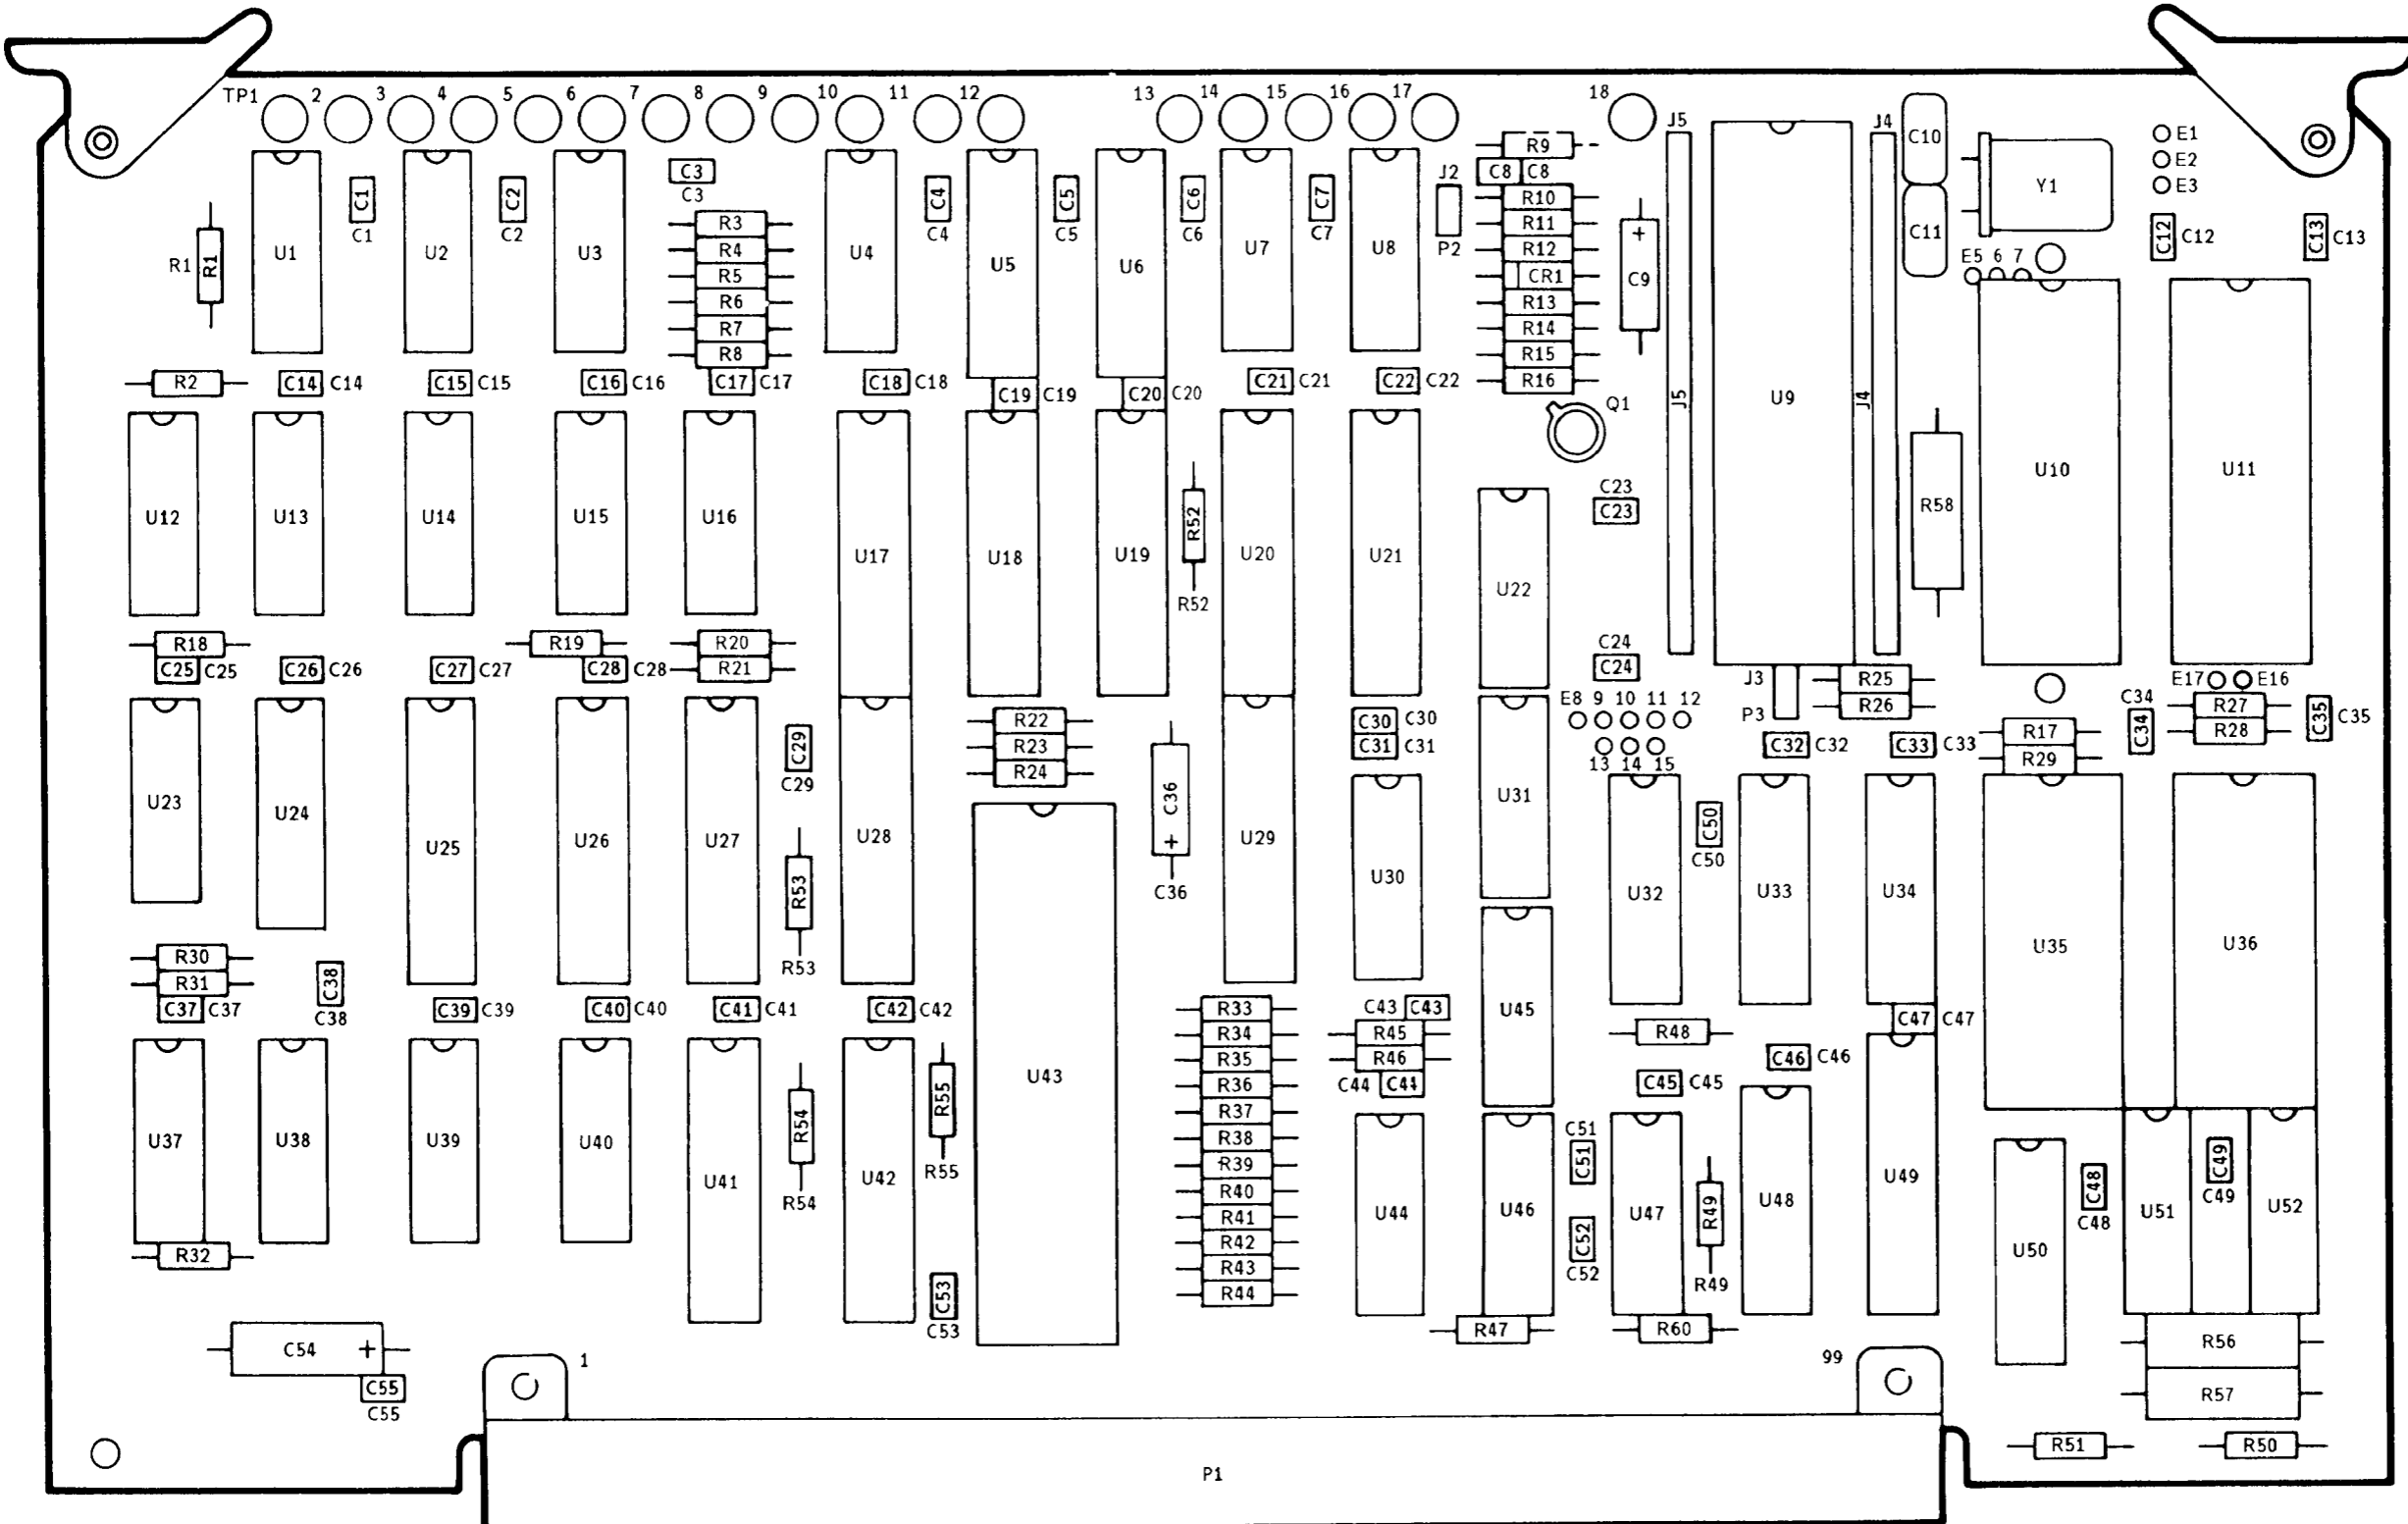 TP1 2 3 4 5 6 7 8 9 10 11 12 13 14 15 16 17 18
J5 J4 C10 E1
E2
E3
R9
C3 C3
J2 C8 C8
C1 C1 C2 C2 C4 C4 C5 C5 C6 C6 C7 C7
P2
R10
R11
R12
CR1
R13
R14
R15
R16
+ C9
Y1
C11
C12 C12 C13 C13
E5 6 7
R1 R1
U1 U2 U3
R3
R4
R5
R6
R7
R8
U4 U5 U6 U7 U8
R2 C14 C14 C15 C15 C16 C16 C17 C17 C18 C18 C19 C19 C20 C20 C21 C21 C22 C22
Q1
J5 U9 J4
U10 U11
R58
C23
C23
U12 U13 U14 U15 U16 U17 U18 U19
R52
R52
U20 U21 U22
C24
C24
R18 R19 R20
C25 C25 C26 C26 C27 C27 C28 C28 R21
J3 R25
P3 R26
E17 E16
E8 9 10 11 12
13 14 15
R22
R23
R24
C30 C30
C31 C31
C32 C32 C33 C33
R17
R29
C34
C34
R27
R28
C35 C35
C29
C29
U23 U24 U25 U26 U27 U28
C36
+
C36
U29 U30 U31 U32
C50
C50
U33 U34 U35 U36
R53
R53
R30
R31
C37 C37
C38
C38
C39 C39 C40 C40 C41 C41 C42 C42
R33
R34
R35
R36
R37
R38
R39
R40
R41
R42
R43
R44
C43 C43
R45
R46
C44 C44
U45
R48
C45 C45
C46 C46
C47 C47
U37 U38 U39 U40 U41
R54
R54
U42
R55
R55
U43
U44 U46
C51
C51
C52
C52
U47
R49
R49
U48 U49 U50
C48
C48
U51
C49
C49
U52
R32
C53
C53
R47 R60
R56
R57
C54 +
C55
C55
1 99
R51 R50
P1